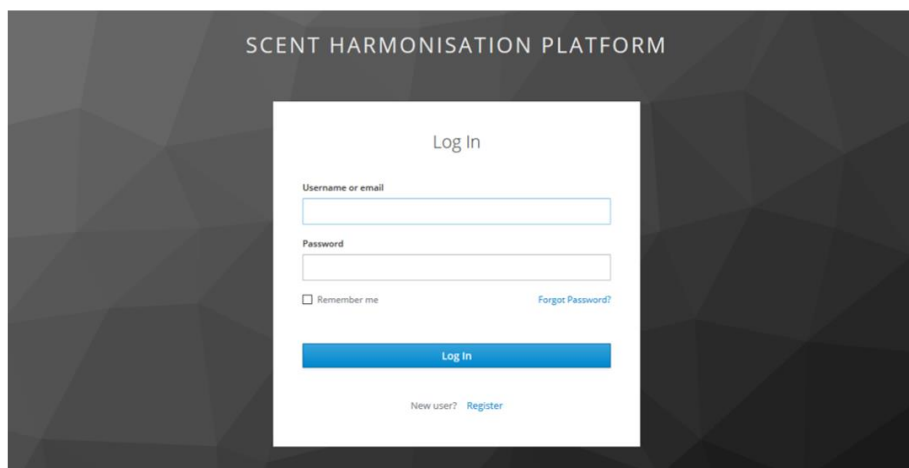 SCENT HARMONISATION PLATFORM
Log In
Username or email
Password
Remember me Forgot Password?
Log In
New user? Register